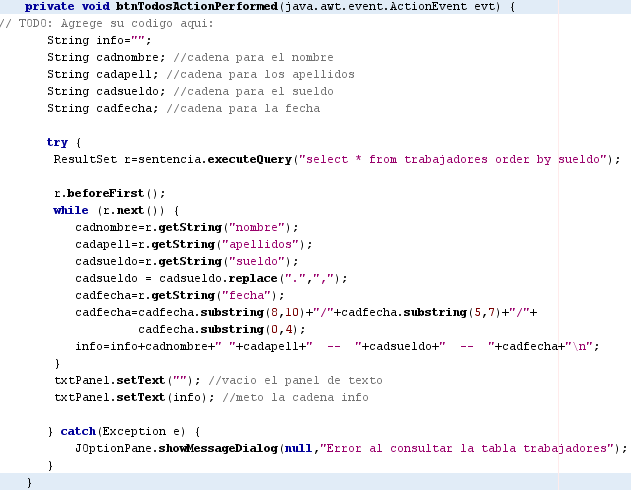 private void btnTodosActionPerformed(java.awt.event.ActionEvent evt) {
// TODO: Agrege su codigo aqui:
String info="";
String cadnombre; //cadena para el nombre
String cadapell; //cadena para los apellidos
String cadsueldo; //cadena para el sueldo
String cadfecha; //cadena para la fecha
try {
ResultSet r=sentencia.executeQuery("select * from trabajadores order by sueldo");
r.beforeFirst();
while (r.next()) {
cadnombre=r.getString("nombre");
cadapell=r.getString("apellidos");
cadsueldo=r.getString("sueldo");
cadsueldo = cadsueldo.replace(".",",");
cadfecha=r.getString("fecha");
cadfecha=cadfecha.substring(8,10)+"/"+cadfecha.substring(5,7)+"/"+
cadfecha.substring(0,4);
info=info+cadnombre+" "+cadapell+"  --  "+cadsueldo+"  --  "+cadfecha+"\n";
}
txtPanel.setText(""); //vacio el panel de texto
txtPanel.setText(info); //meto la cadena info
} catch(Exception e) {
JOptionPane.showMessageDialog(null,"Error al consultar la tabla trabajadores");
}
}